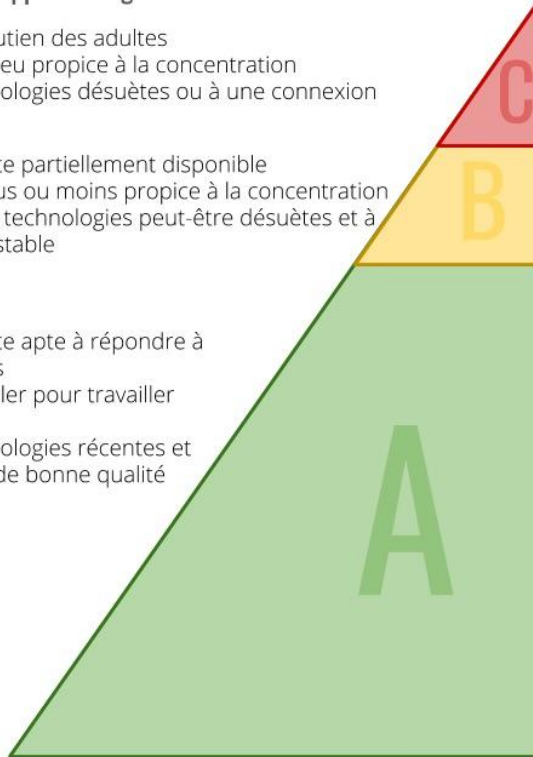 utien des adultes
eu propice à la concentration
ologies désuètes ou à une connexion
C
te partiellement disponible
us ou moins propice à la concentration
technologies peut-être désuètes et à
stable
B
te apte à répondre à
s
ler pour travailler
ologies récentes et
de bonne qualité
A